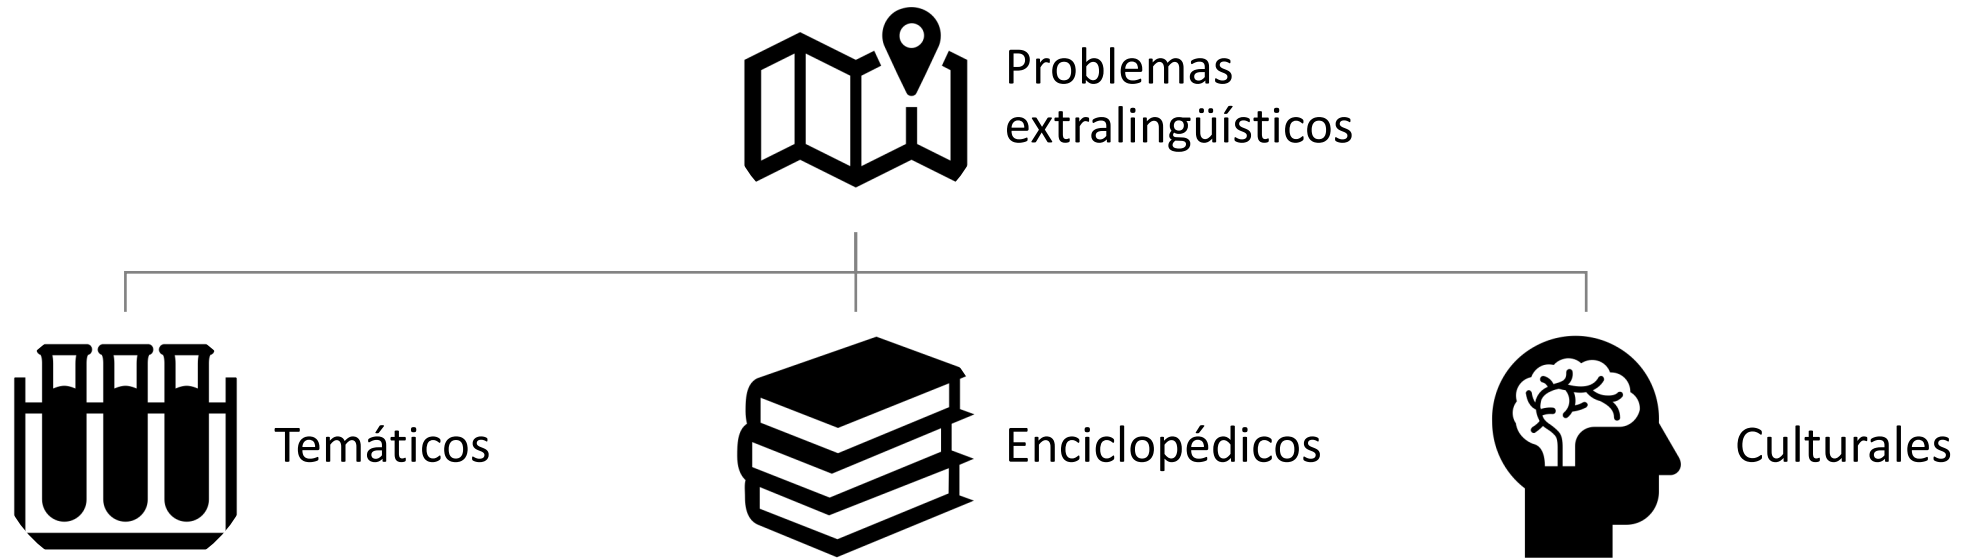 Problemas
extralingüísticos
Temáticos
Enciclopédicos
Culturales